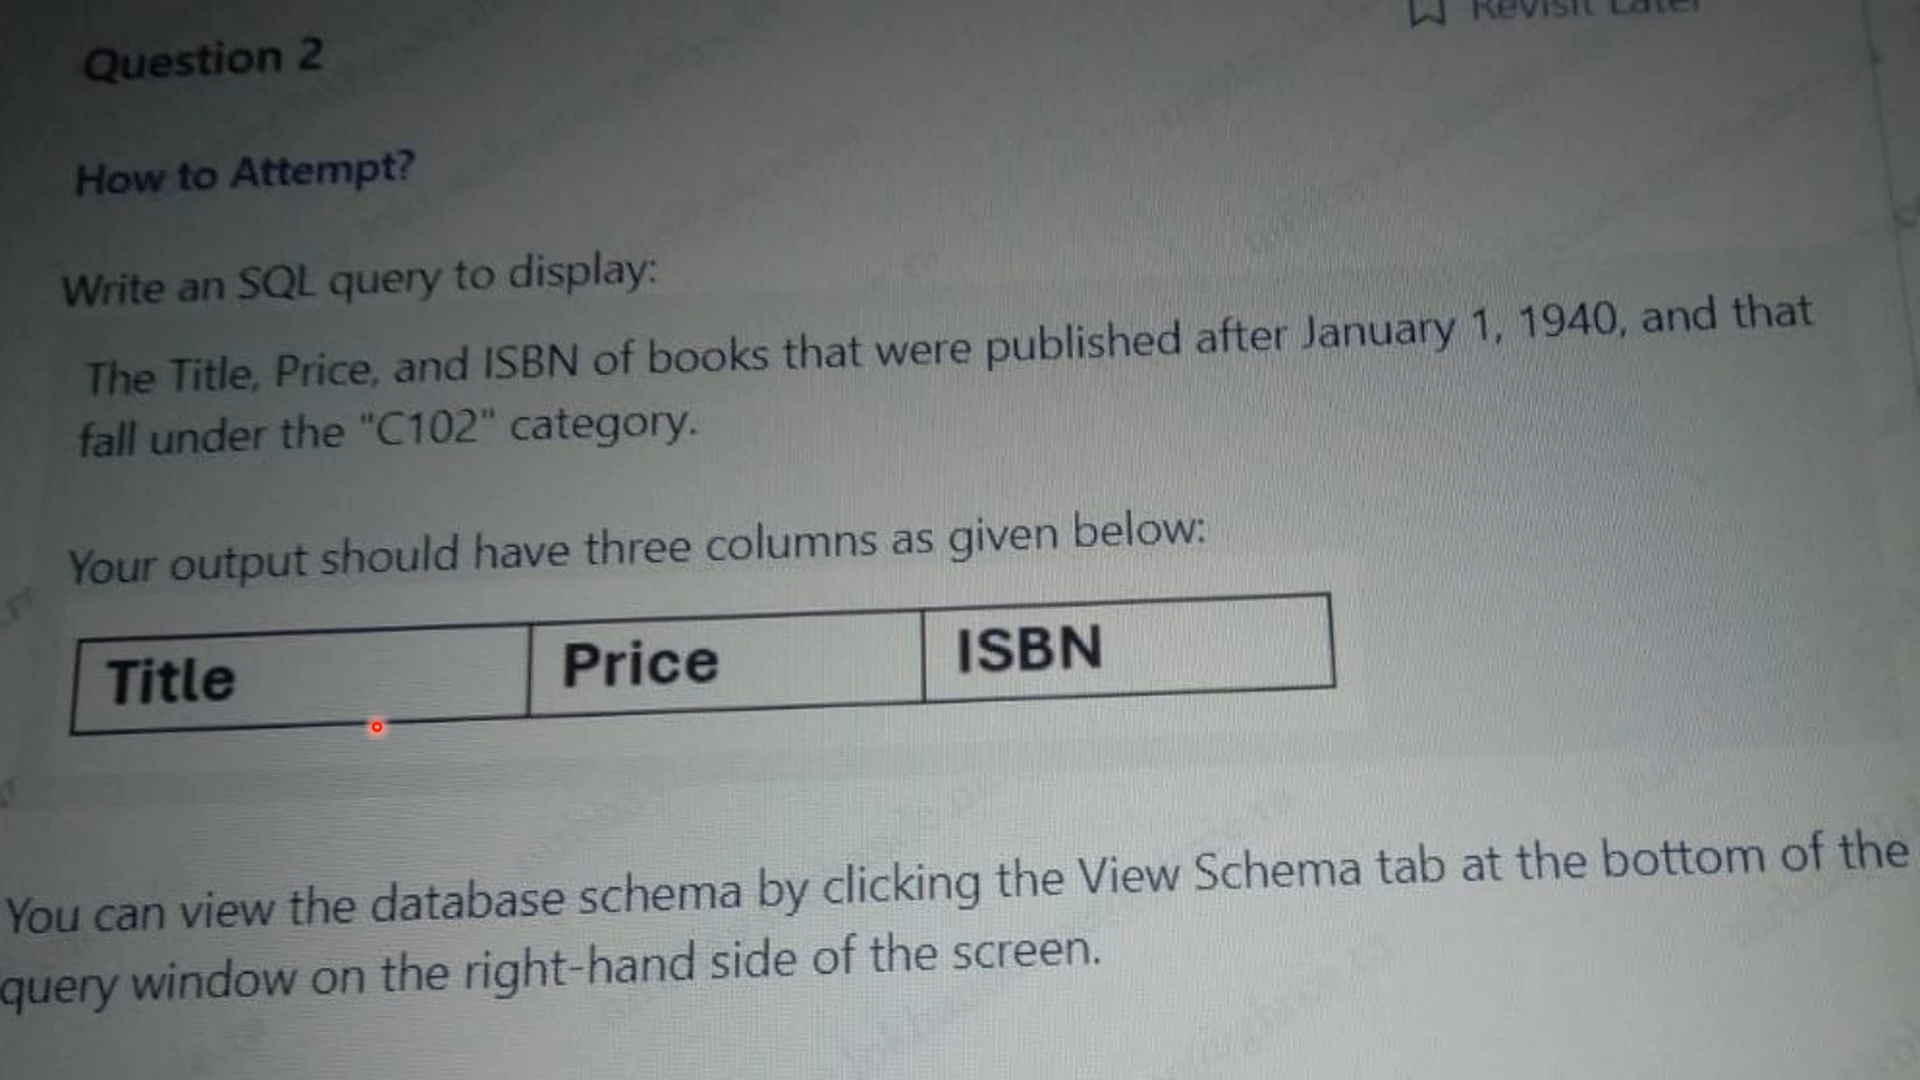 Revisit Later
Question 2
How to Attempt?
Write an SQL query to display:
The Title, Price, and ISBN of books that were published after January 1, 1940, and that
fall under the "C102" category.
Your output should have three columns as given below:
Title Price ISBN
You can view the database schema by clicking the View Schema tab at the bottom of the
query window on the right-hand side of the screen.